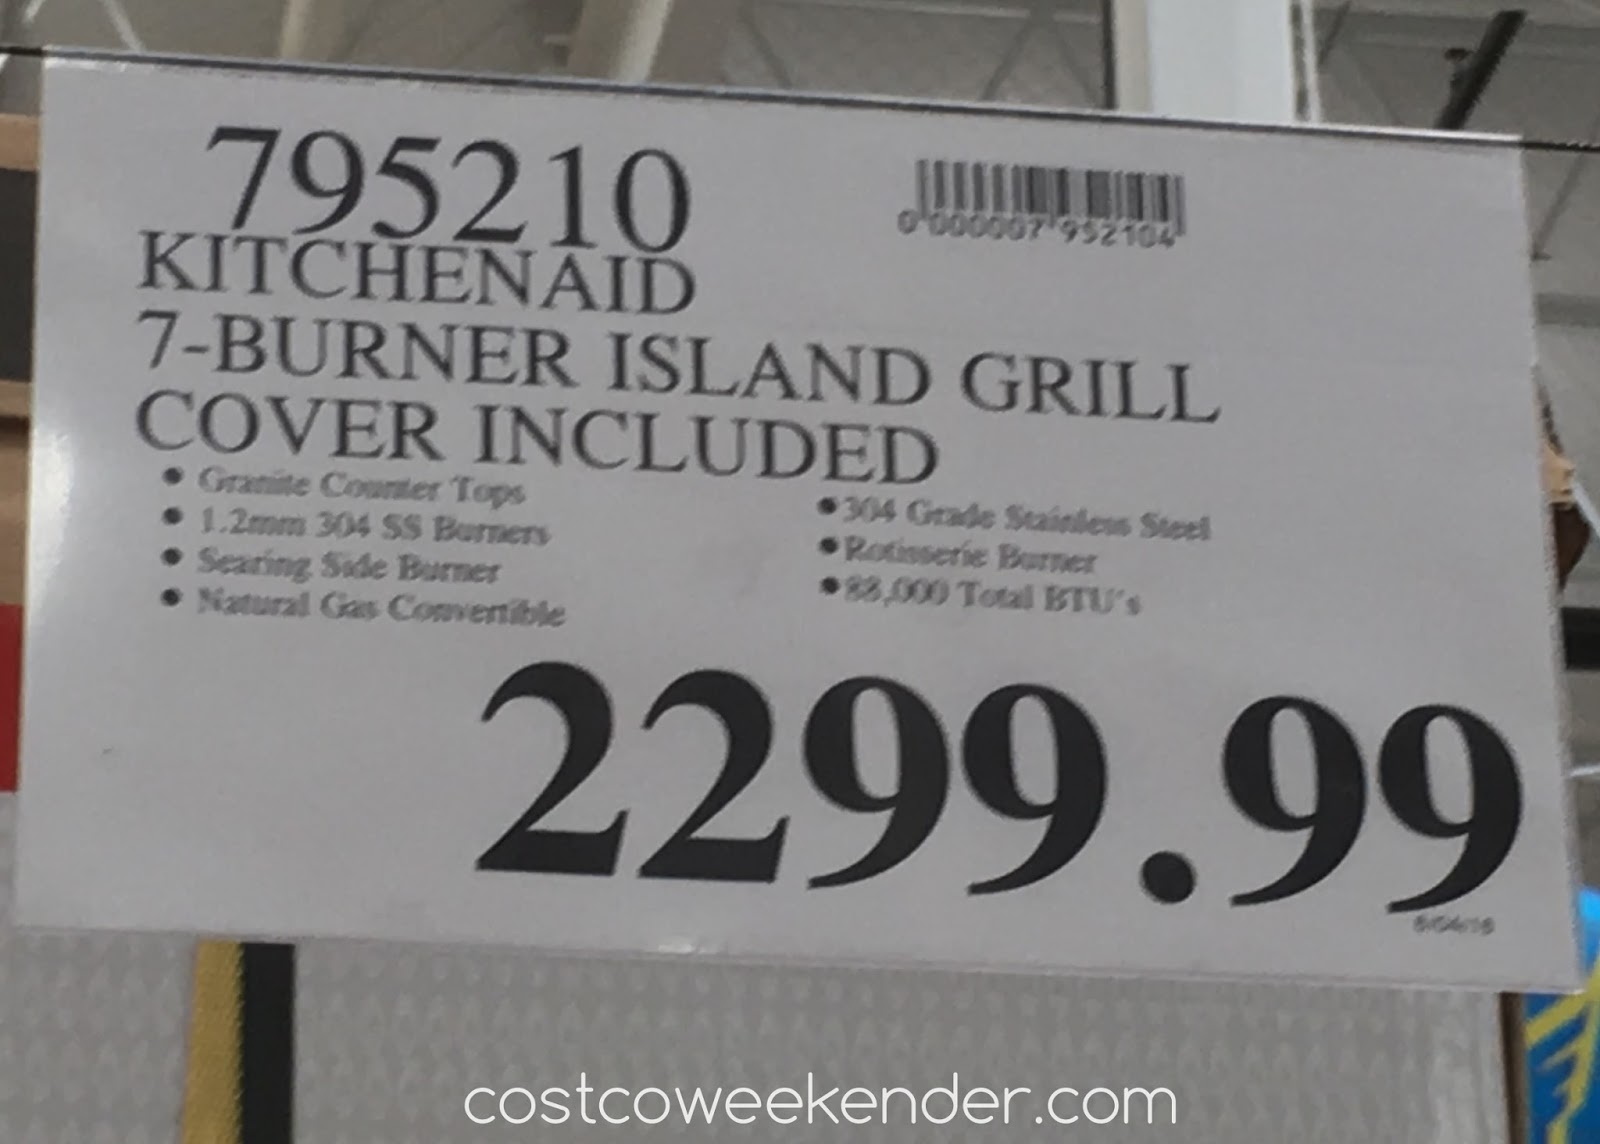 795210
0 000007 952104
KITCHENAID
7-BURNER ISLAND GRILL
COVER INCLUDED
• Granite Counter Tops
• 1.2mm 304 SS Burners
• Searing Side Burner
• Natural Gas Convertible
• 304 Grade Stainless Steel
• Rotisserie Burner
• 88,000 Total BTU's
2299.99
costcoweekender.com